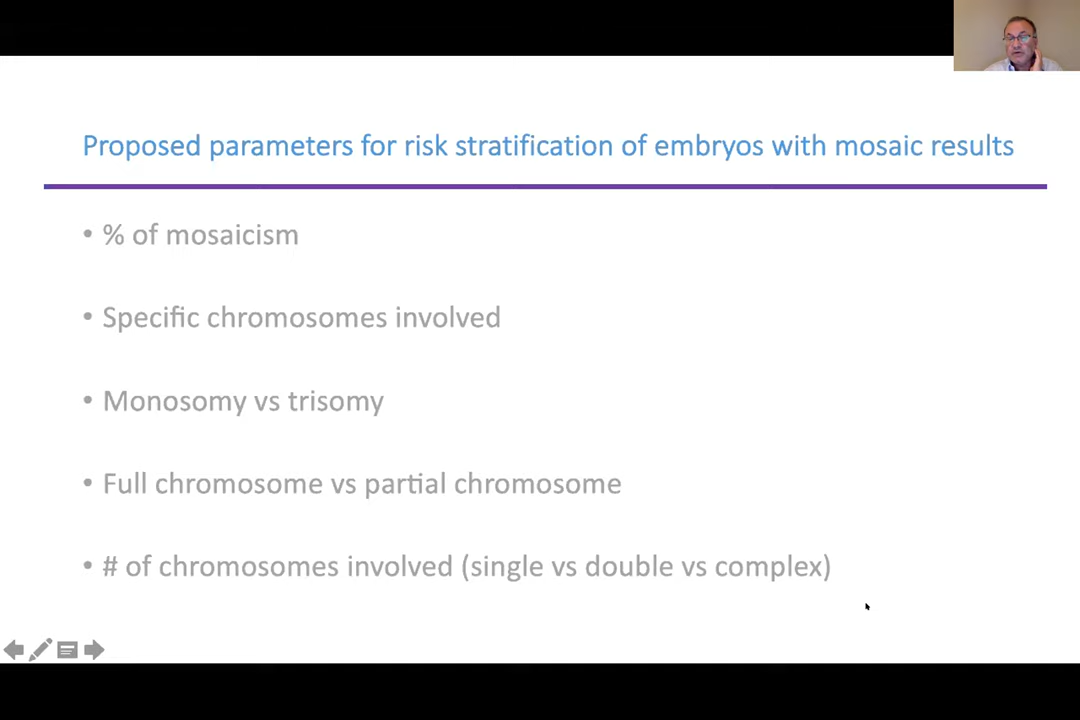 Proposed parameters for risk stratification of embryos with mosaic results
• % of mosaicism
• Specific chromosomes involved
• Monosomy vs trisomy
• Full chromosome vs partial chromosome
• # of chromosomes involved (single vs double vs complex)